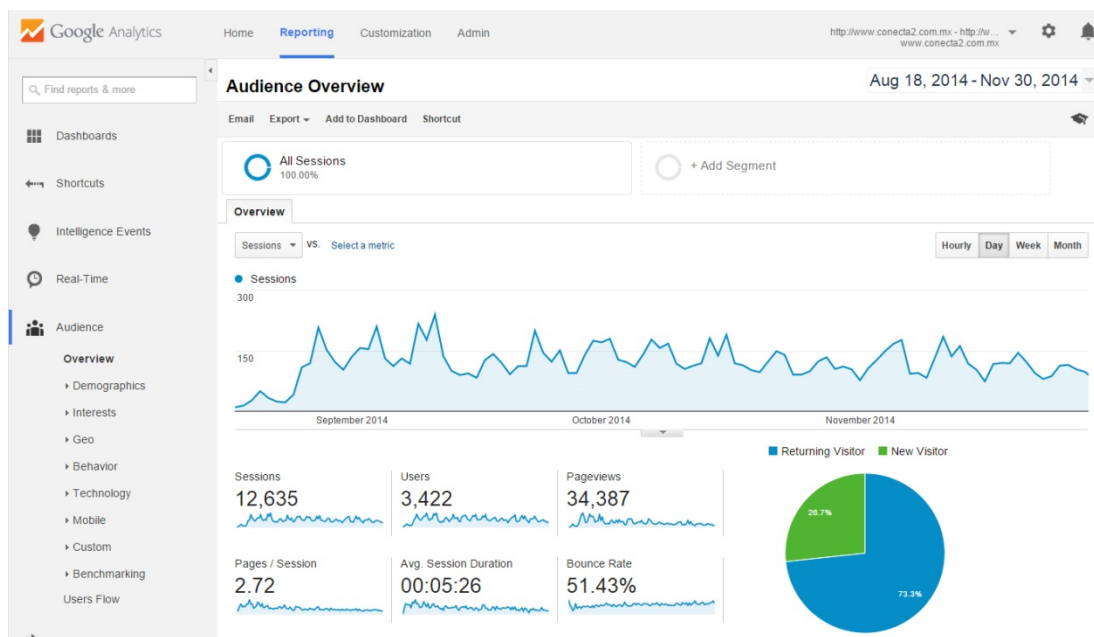 Google Analytics
Home Reporting Customization Admin
http://www.conecta2.com.mx - http://w...
www.conecta2.com.mx
Find reports & more
Dashboards
Shortcuts
Intelligence Events
Real-Time
Audience
Overview
Demographics
Interests
Geo
Behavior
Technology
Mobile
Custom
Benchmarking
Users Flow
Audience Overview
Aug 18, 2014 - Nov 30, 2014
Email Export Add to Dashboard Shortcut
All Sessions
100.00%
+ Add Segment
Overview
Sessions VS. Select a metric
Hourly Day Week Month
Sessions
300
150
September 2014 October 2014 November 2014
Returning Visitor New Visitor
Sessions
12,635
Users
3,422
Pageviews
34,387
Pages / Session
2.72
Avg. Session Duration
00:05:26
Bounce Rate
51.43%
26.7%
73.3%